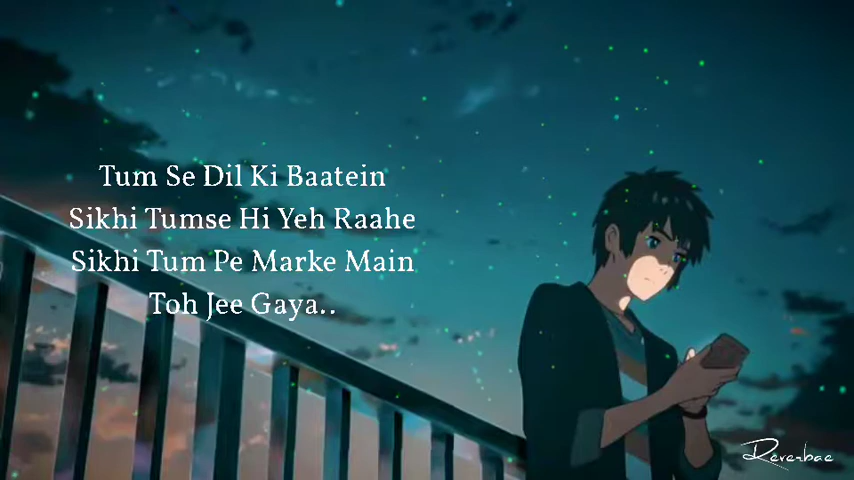 Tum Se Dil Ki Baatein
Sikhi Tumse Hi Yeh Raahe
Sikhi Tum Pe Marke Main
Toh Jee Gaya..
Reverbae